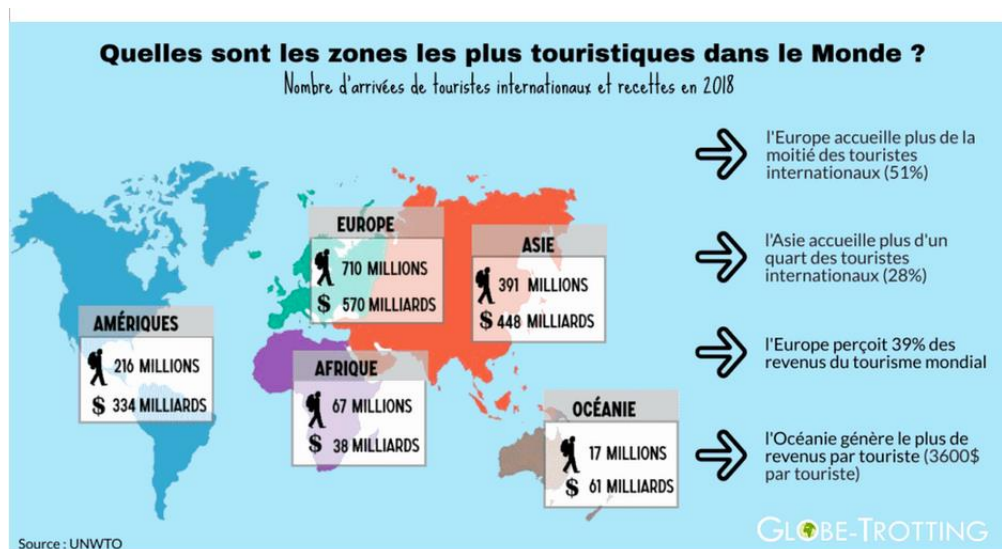 Quelles sont les zones les plus touristiques dans le Monde ?
Nombre d'arrivées de touristes internationaux et recettes en 2018
l'Europe accueille plus de la
moitié des touristes
internationaux (51%)
EUROPE
710 MILLIONS
$ 570 MILLIARDS
ASIE
391 MILLIONS
$ 448 MILLIARDS
l'Asie accueille plus d'un
quart des touristes
internationaux (28%)
AMÉRIQUES
216 MILLIONS
$ 334 MILLIARDS
AFRIQUE
67 MILLIONS
$ 38 MILLIARDS
l'Europe perçoit 39% des
revenus du tourisme mondial
OCÉANIE
17 MILLIONS
$ 61 MILLIARDS
l'Océanie génère le plus de
revenus par touriste (3600$
par touriste)
Source : UNWTO
GLOBE-TROTTING